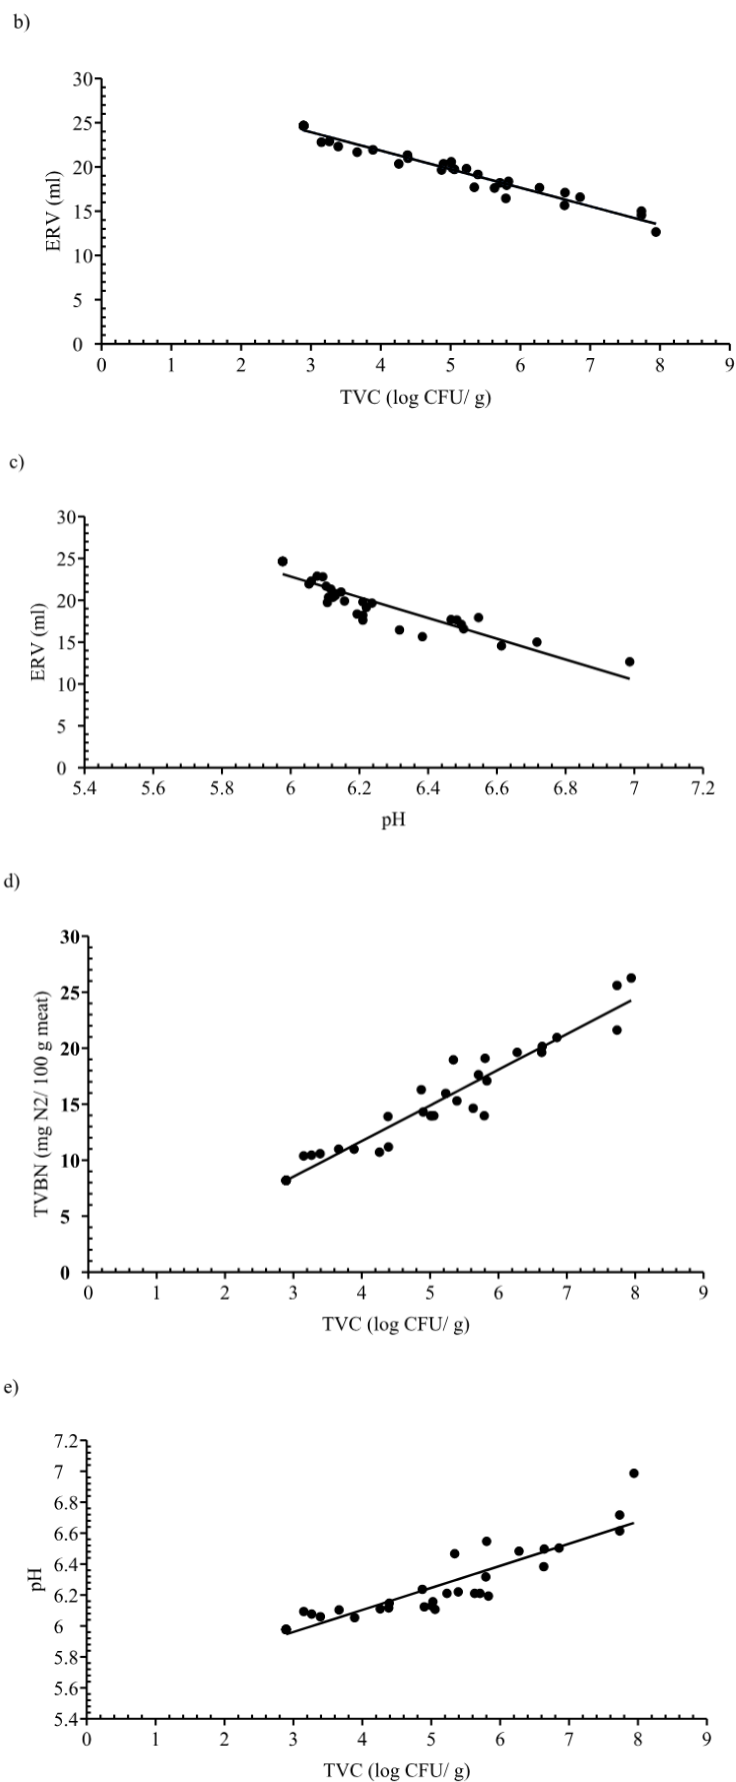 b)
30
25
20
15
10
5
0
ERV (ml)
0 1 2 3 4 5 6 7 8 9
TVC (log CFU/ g)
c)
30
25
20
15
10
5
0
ERV (ml)
5.4 5.6 5.8 6 6.2 6.4 6.6 6.8 7 7.2
pH
d)
30
25
20
15
10
5
0
TVBN (mg N2/ 100 g meat)
0 1 2 3 4 5 6 7 8 9
TVC (log CFU/ g)
e)
7.2
7
6.8
6.6
6.4
6.2
6
5.8
5.6
5.4
pH
0 1 2 3 4 5 6 7 8 9
TVC (log CFU/ g)